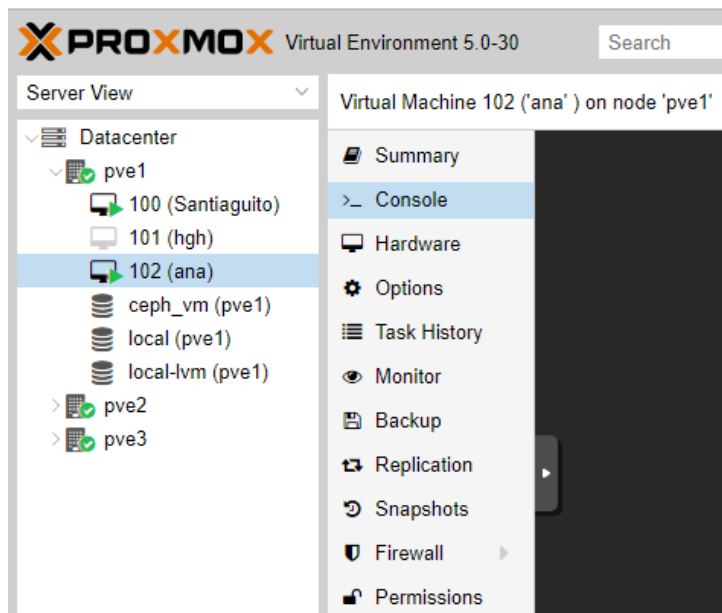 PROXMOX Virtual Environment 5.0-30
Search
Server View
Virtual Machine 102 ('ana' ) on node 'pve1'
Datacenter
pve1
100 (Santiaguito)
101 (hgh)
102 (ana)
ceph_vm (pve1)
local (pve1)
local-lvm (pve1)
pve2
pve3
Summary
>_ Console
Hardware
Options
Task History
Monitor
Backup
Replication
Snapshots
Firewall
Permissions